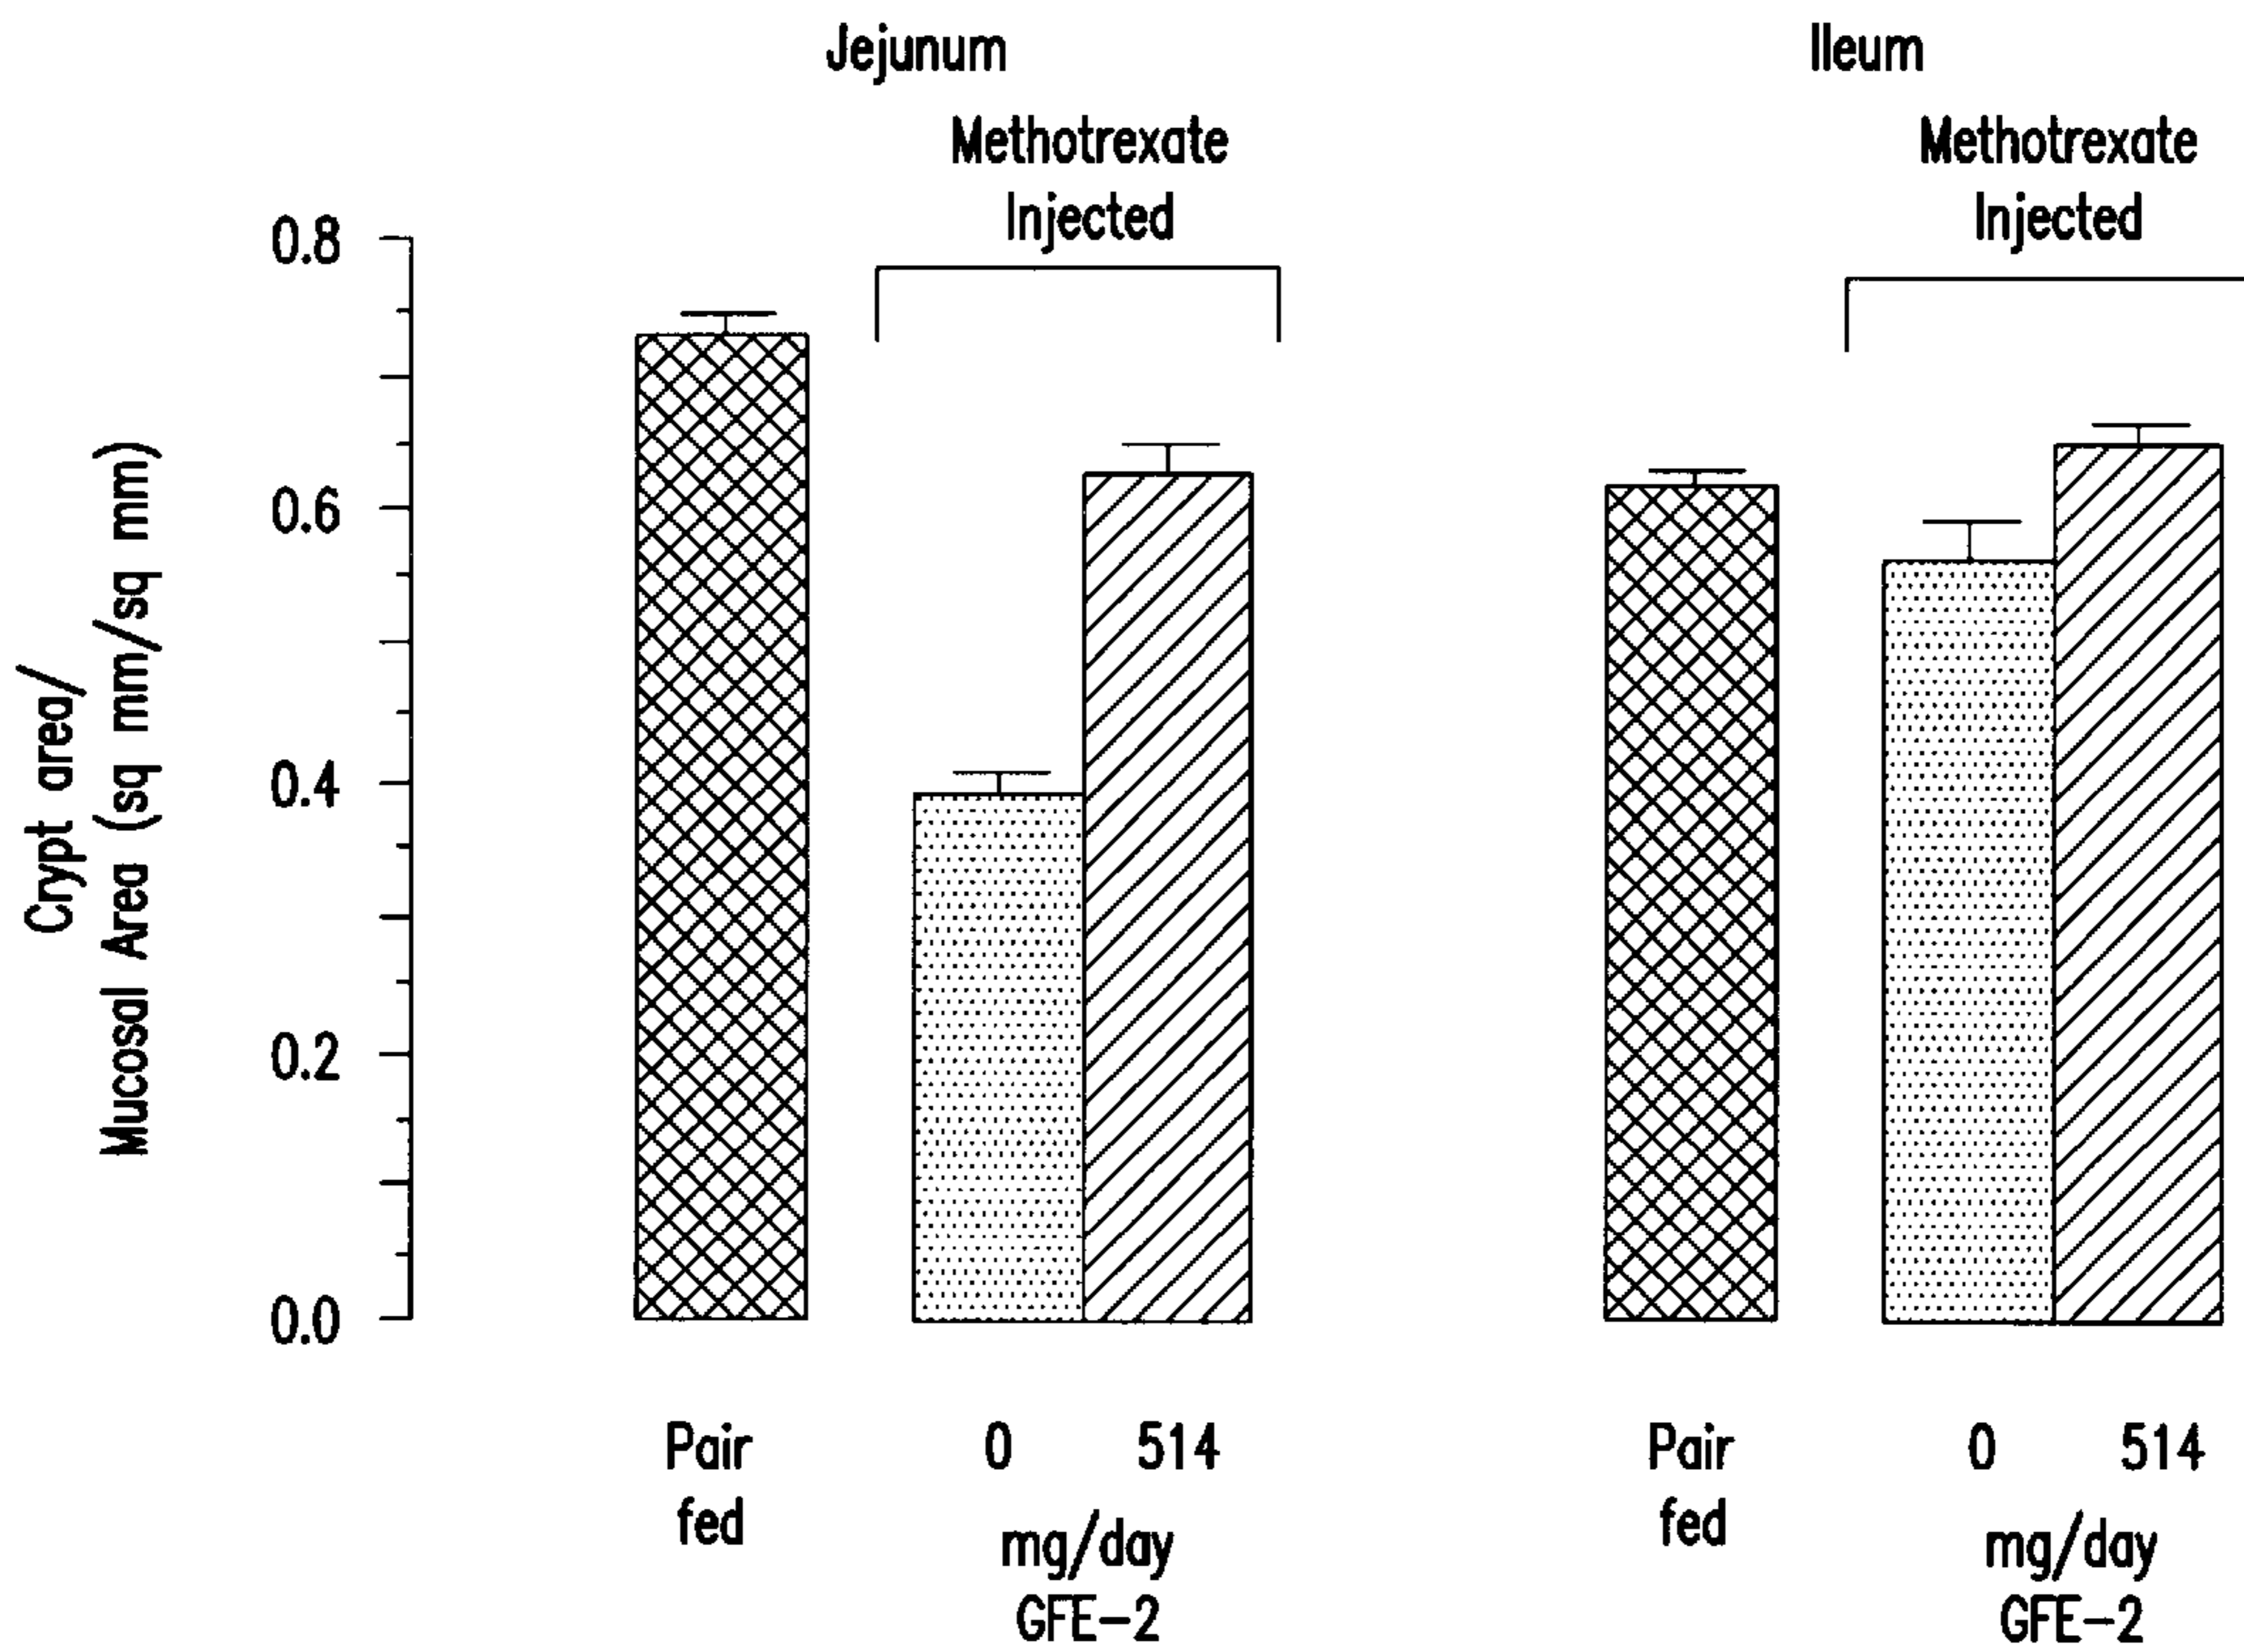 Jejunum
Ileum
Methotrexate
Injected
Methotrexate
Injected
Crypt area/
Mucosal Area (sq mm/sq mm)
0.8
0.6
0.4
0.2
0.0
Pair
fed
0
514
mg/day
GFE-2
Pair
fed
0
514
mg/day
GFE-2